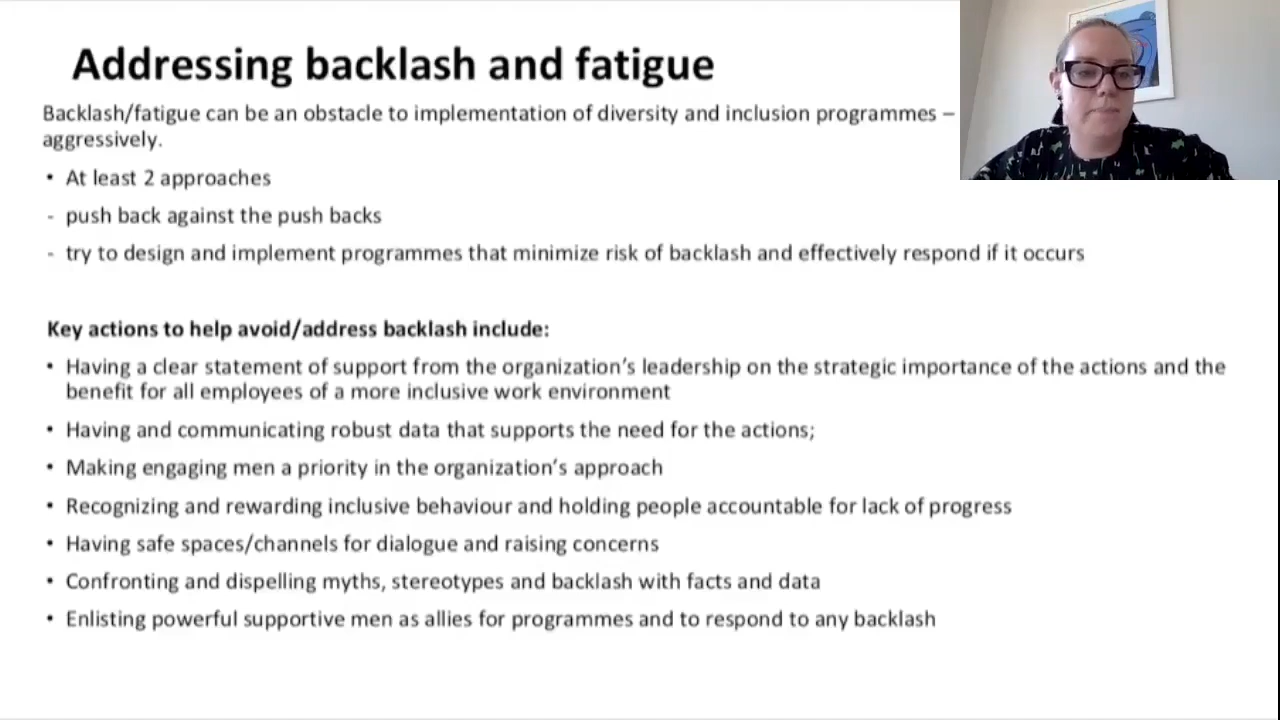 Addressing backlash and fatigue
Backlash/fatigue can be an obstacle to implementation of diversity and inclusion programmes –
aggressively.
• At least 2 approaches
- push back against the push backs
- try to design and implement programmes that minimize risk of backlash and effectively respond if it occurs
Key actions to help avoid/address backlash include:
• Having a clear statement of support from the organization's leadership on the strategic importance of the actions and the
benefit for all employees of a more inclusive work environment
• Having and communicating robust data that supports the need for the actions;
• Making engaging men a priority in the organization's approach
• Recognizing and rewarding inclusive behaviour and holding people accountable for lack of progress
• Having safe spaces/channels for dialogue and raising concerns
• Confronting and dispelling myths, stereotypes and backlash with facts and data
• Enlisting powerful supportive men as allies for programmes and to respond to any backlash